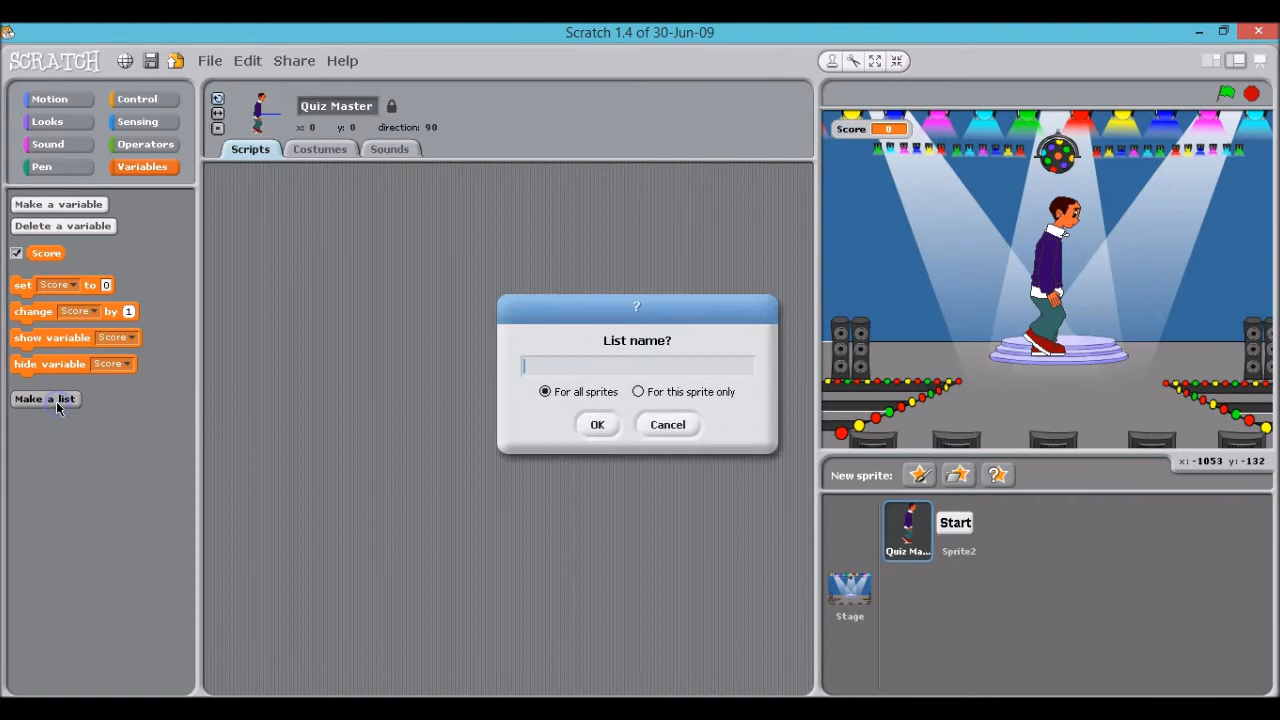 Scratch 1.4 of 30-Jun-09
SCRATCH
File Edit Share Help
Motion Control
Looks Sensing
Sound Operators
Pen Variables
Make a variable
Delete a variable
Score
set Score to 0
change Score by 1
show variable Score
hide variable Score
Make a list
Quiz Master
x: 0 y: 0 direction: 90
Scripts Costumes Sounds
?
List name?
For all sprites For this sprite only
OK Cancel
Score 0
x: -1053 y: -132
New sprite:
Start
Quiz Ma... Sprite2
Stage